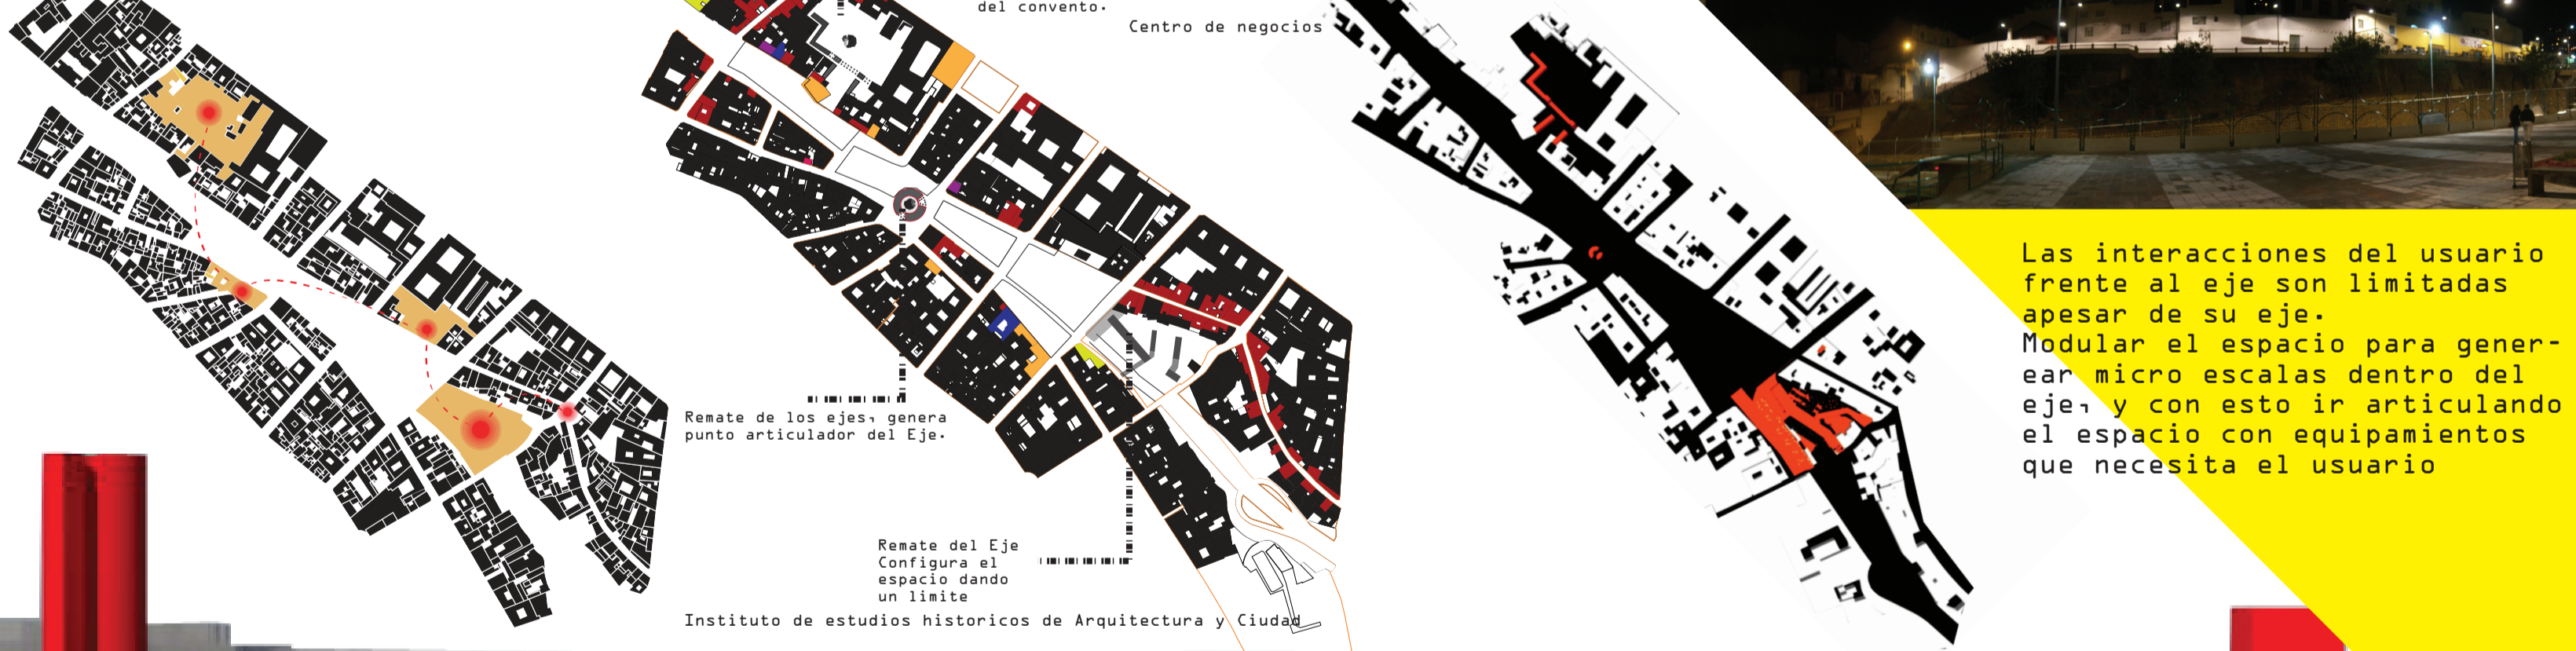 del convento.
Centro de negocios
Remate de los ejes, genera
punto articulador del Eje.
Remate del Eje
Configura el
espacio dando
un limite
Instituto de estudios historicos de Arquitectura y Ciudad
Las interacciones del usuario
frente al eje son limitadas
apesar de su eje.
Modular el espacio para gener-
ear micro escalas dentro del
eje, y con esto ir articulando
el espacio con equipamientos
que necesita el usuario